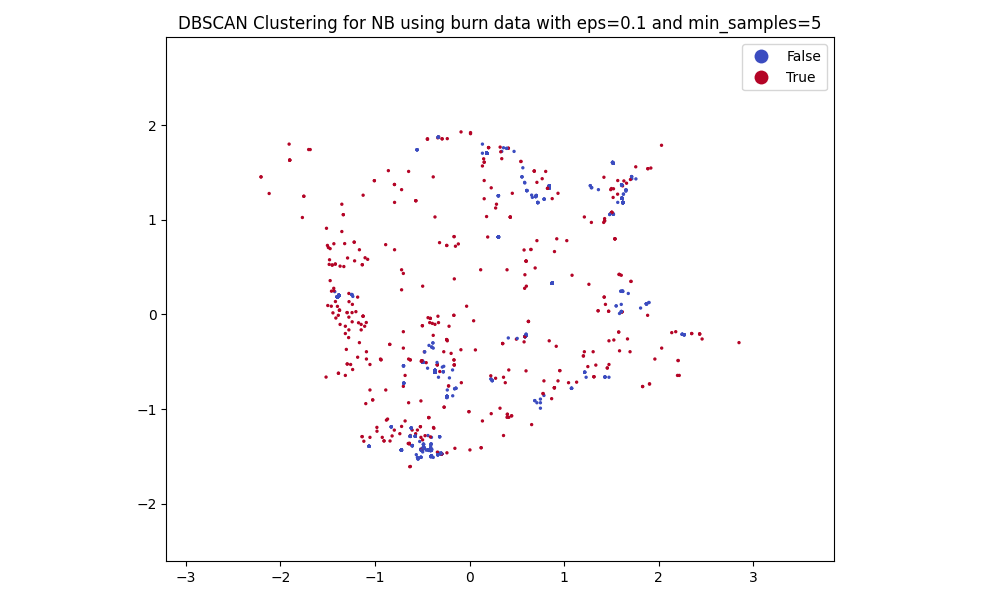 DBSCAN Clustering for NB using burn data with eps=0.1 and min_samples=5
False
True
2
1
0
−1
−2
−3 −2 −1 0 1 2 3